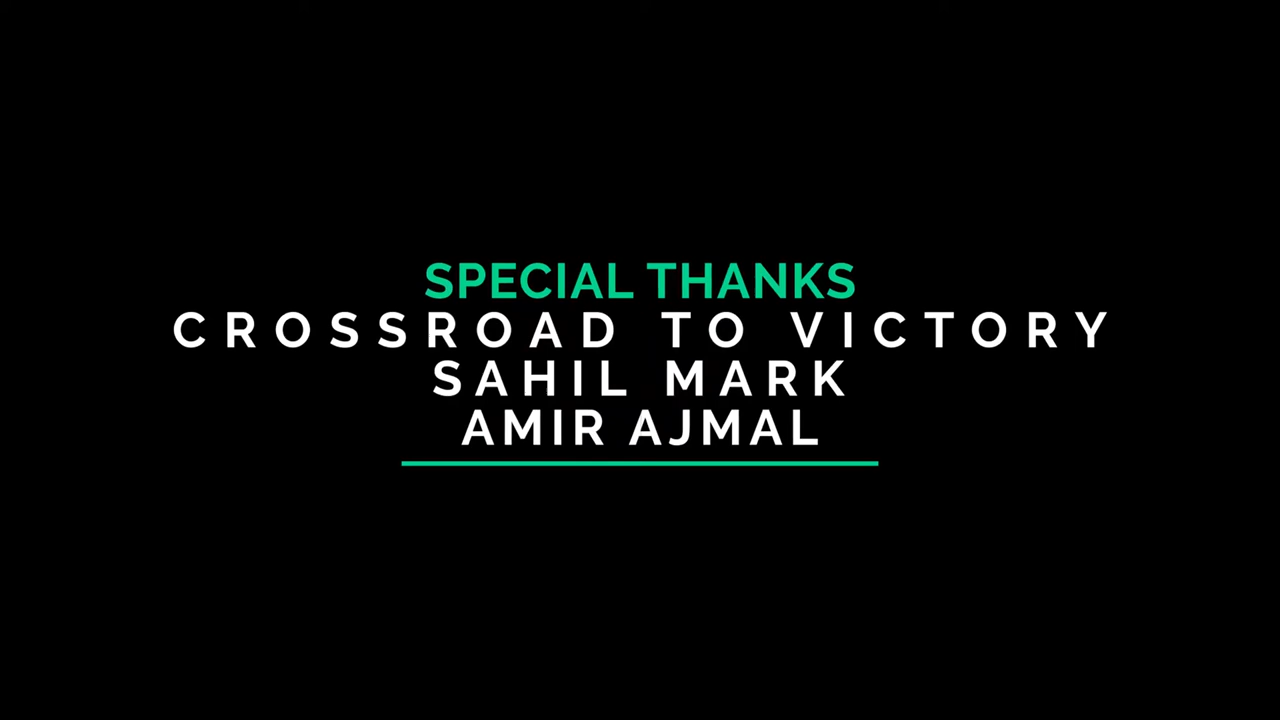 SPECIAL THANKS
CROSSROAD TO VICTORY
SAHIL MARK
AMIR AJMAL